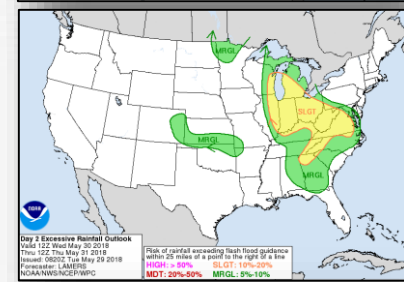 MRGL
SLGT
MRGL
MRGL
NOAA
Day 2 Excessive Rainfall Outlook
Valid 12Z Wed May 30 2018
Thru 12Z Thu May 31 2018
Issued: 0820Z Tue May 29 2018
Forecaster: LAMERS
NOAA/NWS/NCEP/WPC
Risk of rainfall exceeding flash flood guidance
within 25 miles of a point to the right of a line
HIGH: > 50% SLGT: 10%-20%
MDT: 20%-50% MRGL: 5%-10%